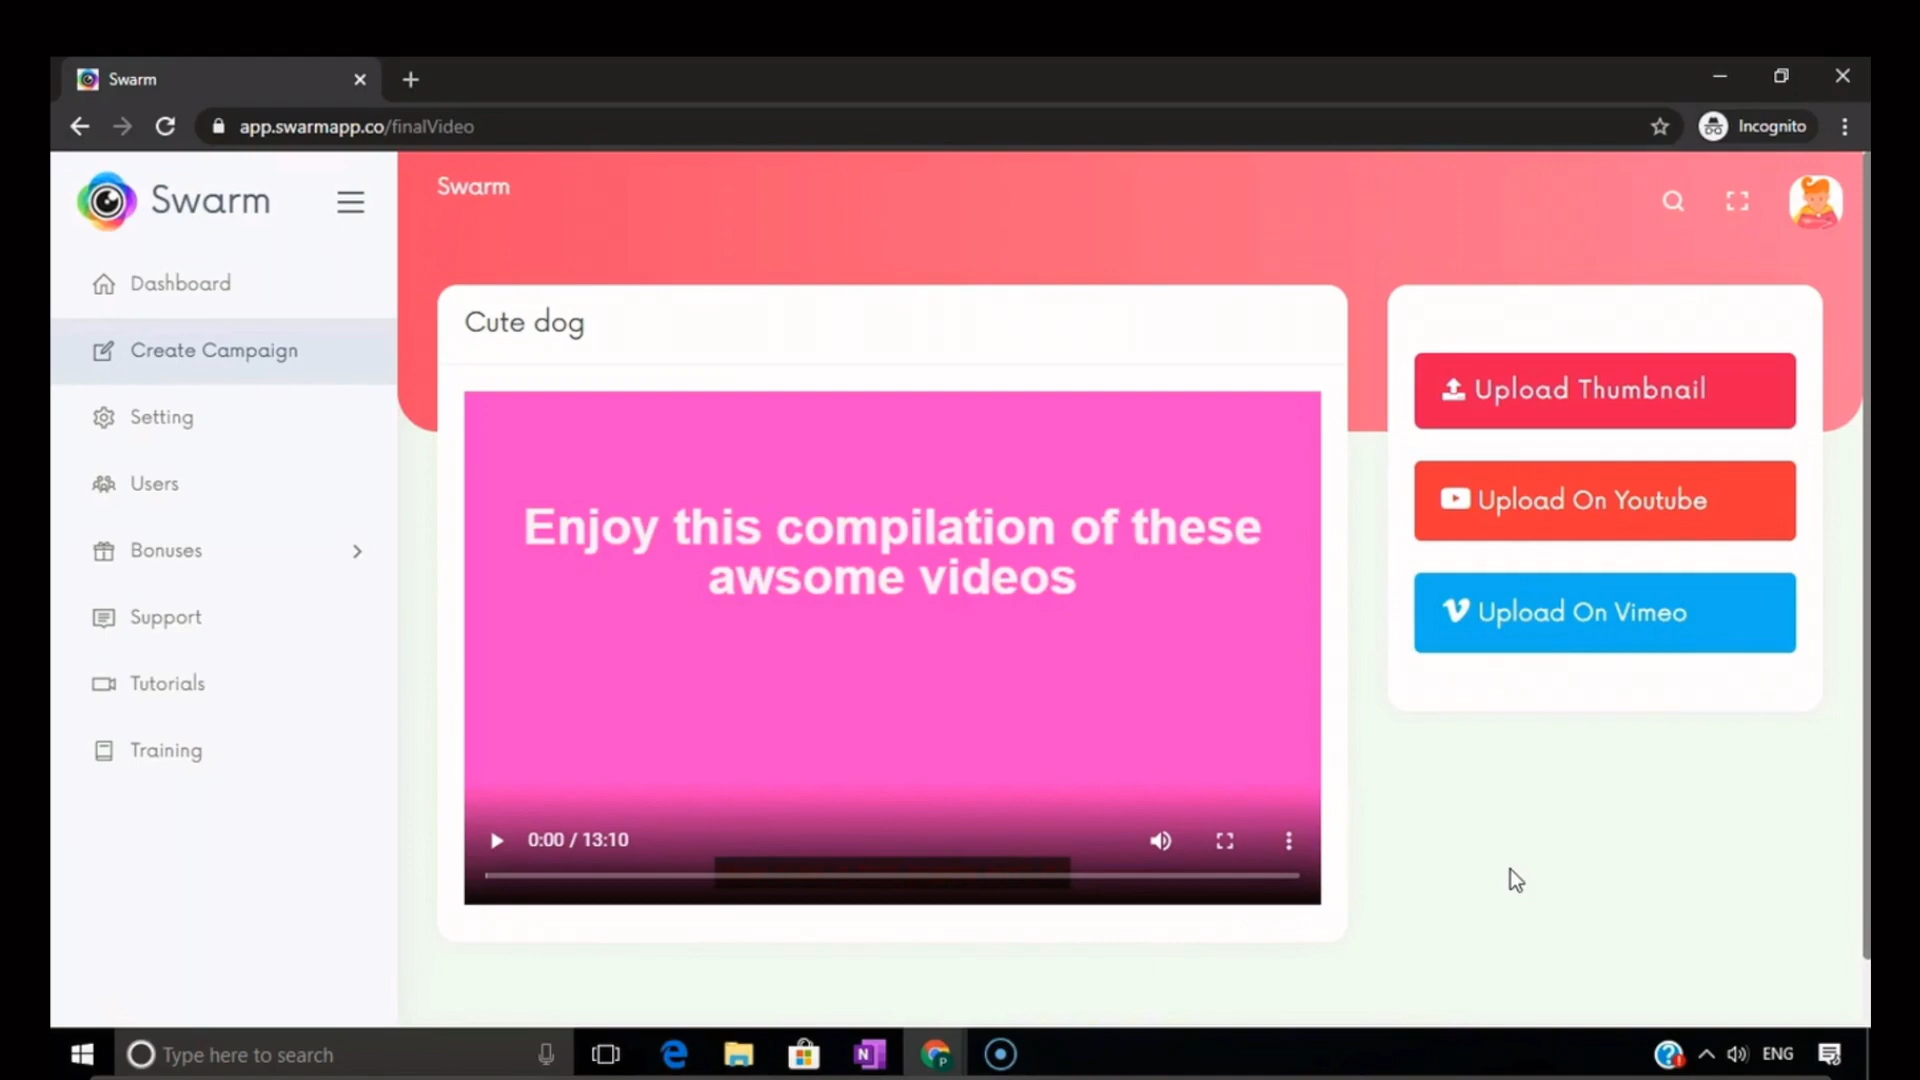 Swarm
app.swarmapp.co/finalVideo
Incognito
Swarm
Swarm
Dashboard
Create Campaign
Setting
Users
Bonuses
Support
Tutorials
Training
Cute dog
Enjoy this compilation of these
awsome videos
0:00 / 13:10
Upload Thumbnail
Upload On Youtube
Upload On Vimeo
Type here to search
ENG